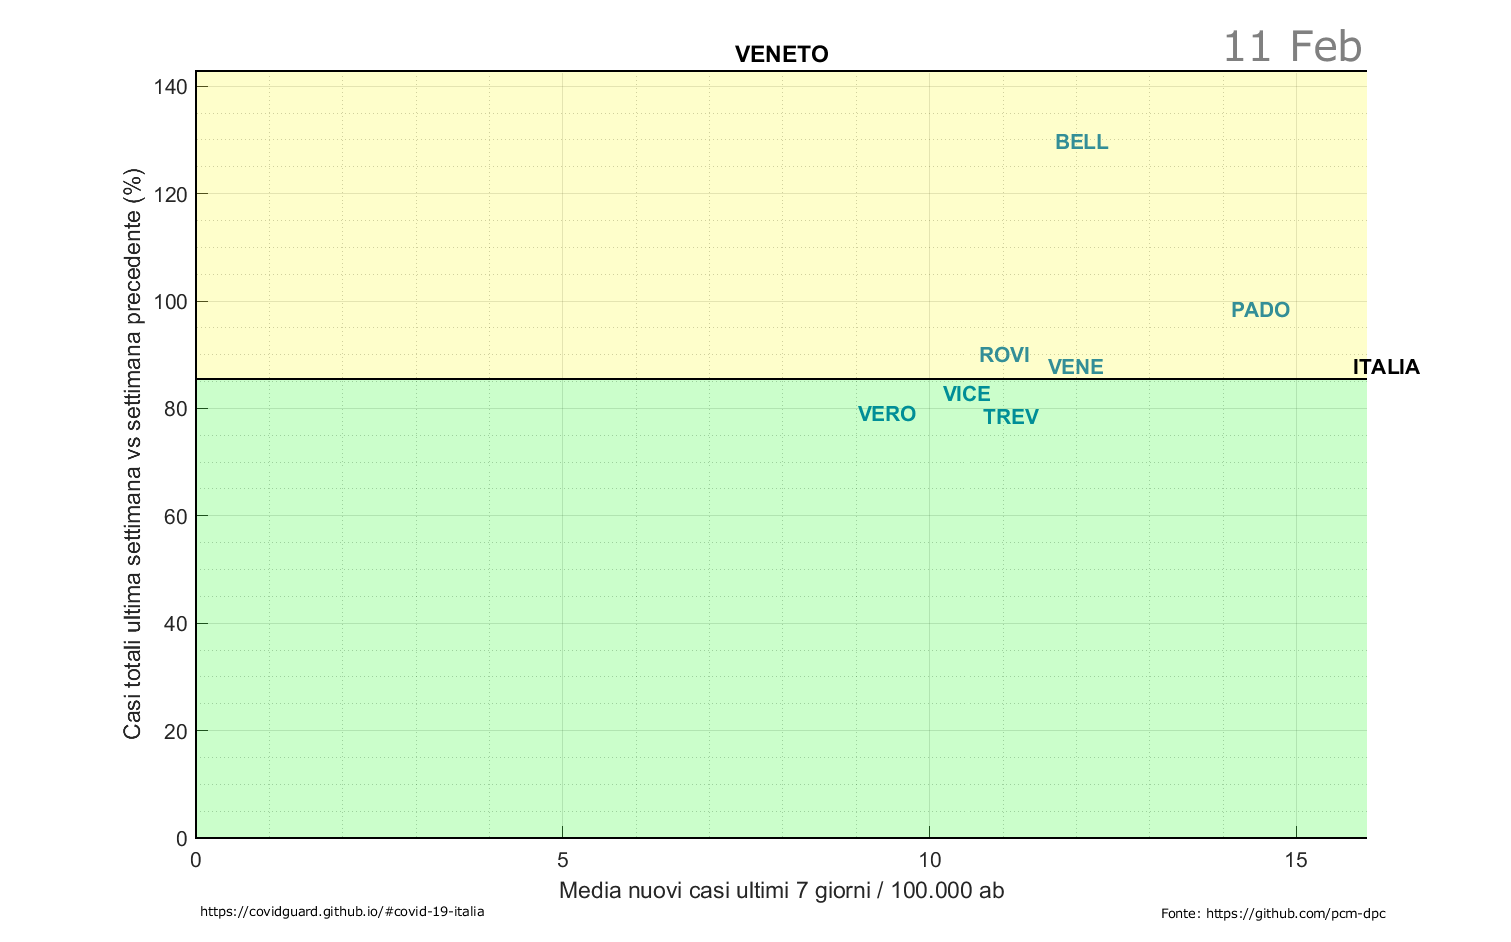 VENETO
11 Feb
140
120
100
80
60
40
20
0
Casi totali ultima settimana vs settimana precedente (%)
BELL
PADO
ROVI
VENE
ITALIA
VICE
VERO
TREV
0 5 10 15
Media nuovi casi ultimi 7 giorni / 100.000 ab
https://covidguard.github.io/#covid-19-italia
Fonte: https://github.com/pcm-dpc